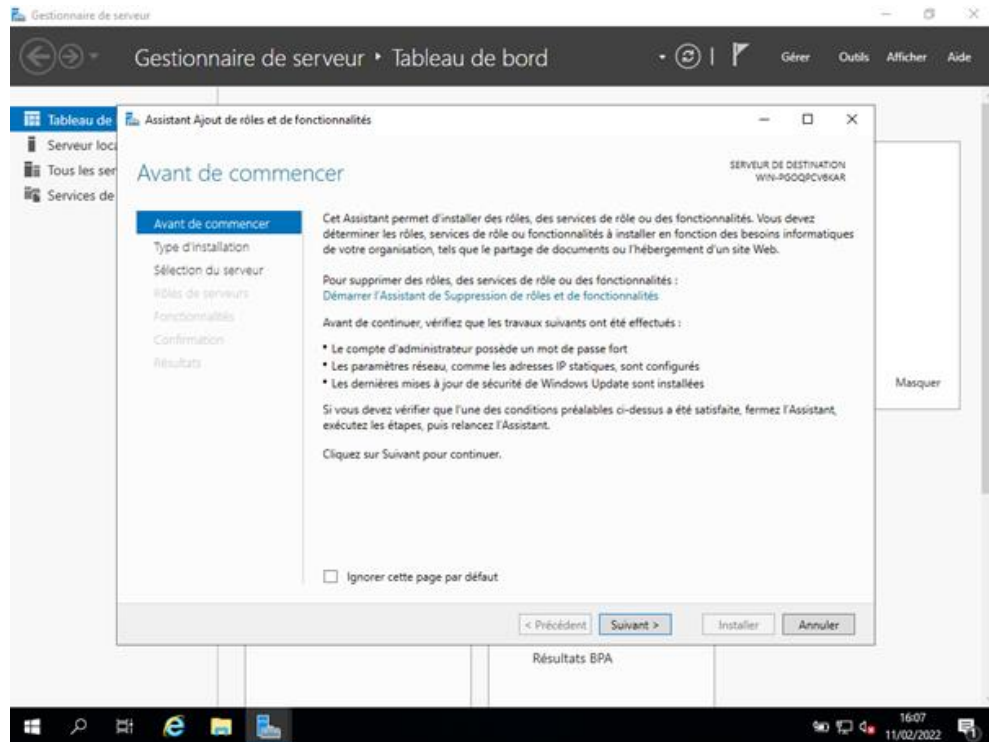 Gestionnaire de serveur
Gestionnaire de serveur • Tableau de bord
Gérer Outils Afficher Aide
Tableau de
Serveur loca
Tous les ser
Services de
Assistant Ajout de rôles et de fonctionnalités
Avant de commencer
SERVEUR DE DESTINATION
WIN-PGOQPCV6KAR
Avant de commencer
Type d'installation
Sélection du serveur
Rôles de serveurs
Fonctionnalités
Confirmation
Résultats
Cet Assistant permet d'installer des rôles, des services de rôle ou des fonctionnalités. Vous devez
déterminer les rôles, services de rôle ou fonctionnalités à installer en fonction des besoins informatiques
de votre organisation, tels que le partage de documents ou l'hébergement d'un site Web.
Pour supprimer des rôles, des services de rôle ou des fonctionnalités :
Démarrer l'Assistant de Suppression de rôles et de fonctionnalités
Avant de continuer, vérifiez que les travaux suivants ont été effectués :
• Le compte d'administrateur possède un mot de passe fort
• Les paramètres réseau, comme les adresses IP statiques, sont configurés
• Les dernières mises à jour de sécurité de Windows Update sont installées
Si vous devez vérifier que l'une des conditions préalables ci-dessus a été satisfaite, fermez l'Assistant,
exécutez les étapes, puis relancez l'Assistant.
Cliquez sur Suivant pour continuer.
Ignorer cette page par défaut
< Précédent Suivant > Installer Annuler
Masquer
Résultats BPA
16:07
11/02/2022